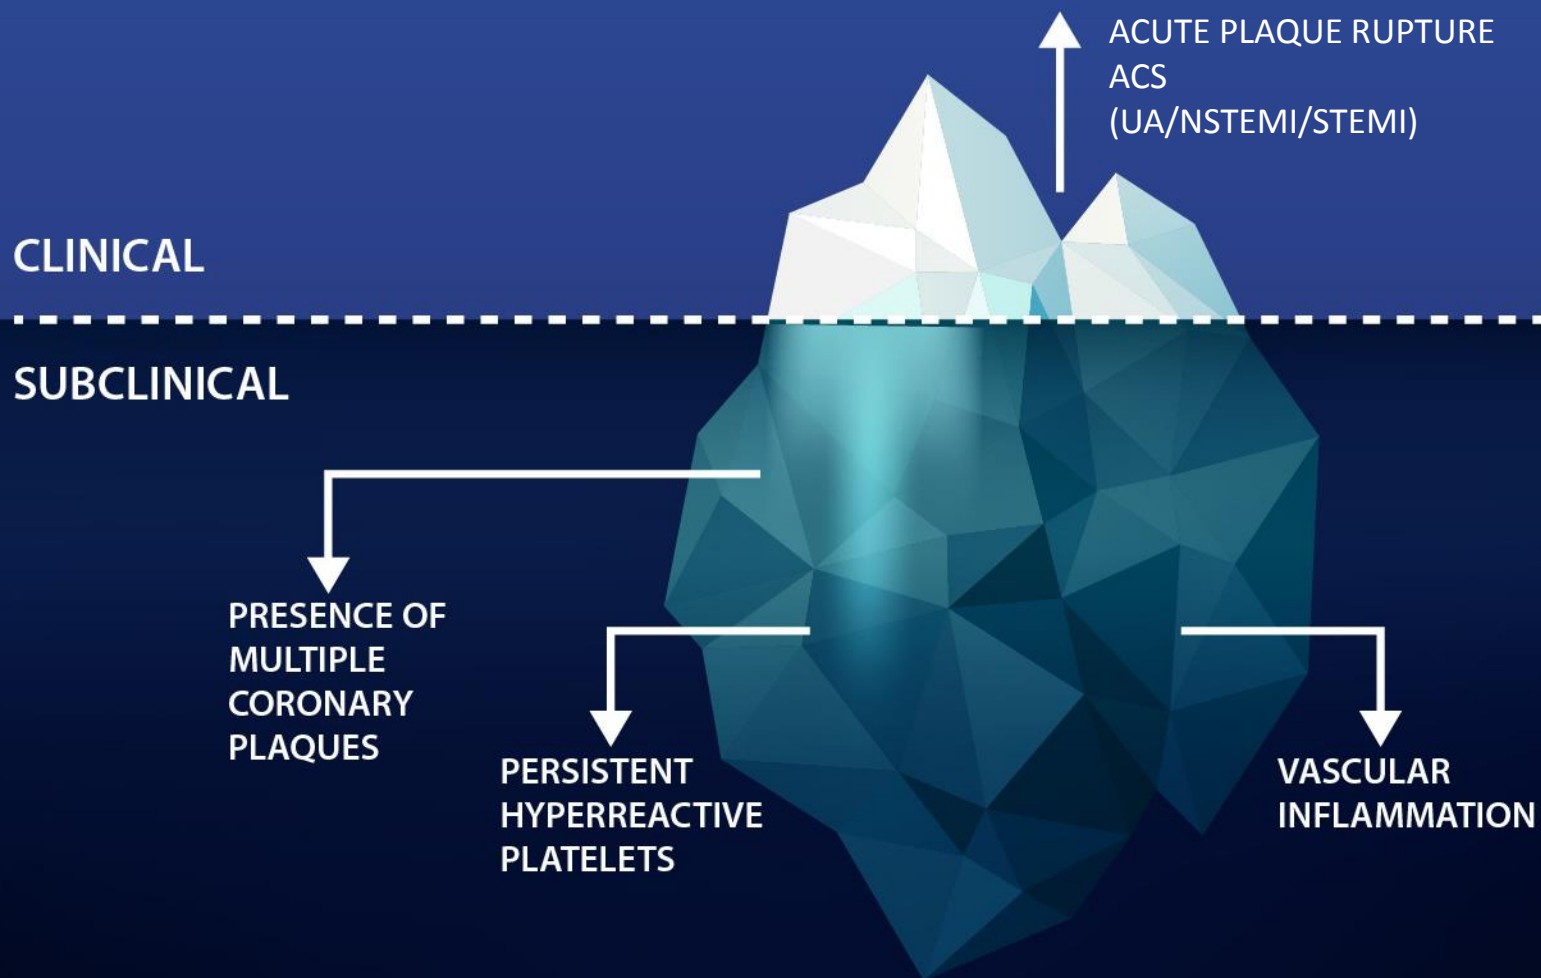 ACUTE PLAQUE RUPTURE
ACS
(UA/NSTEMI/STEMI)
CLINICAL
SUBCLINICAL
PRESENCE OF
MULTIPLE
CORONARY
PLAQUES
PERSISTENT
HYPERREACTIVE
PLATELETS
VASCULAR
INFLAMMATION